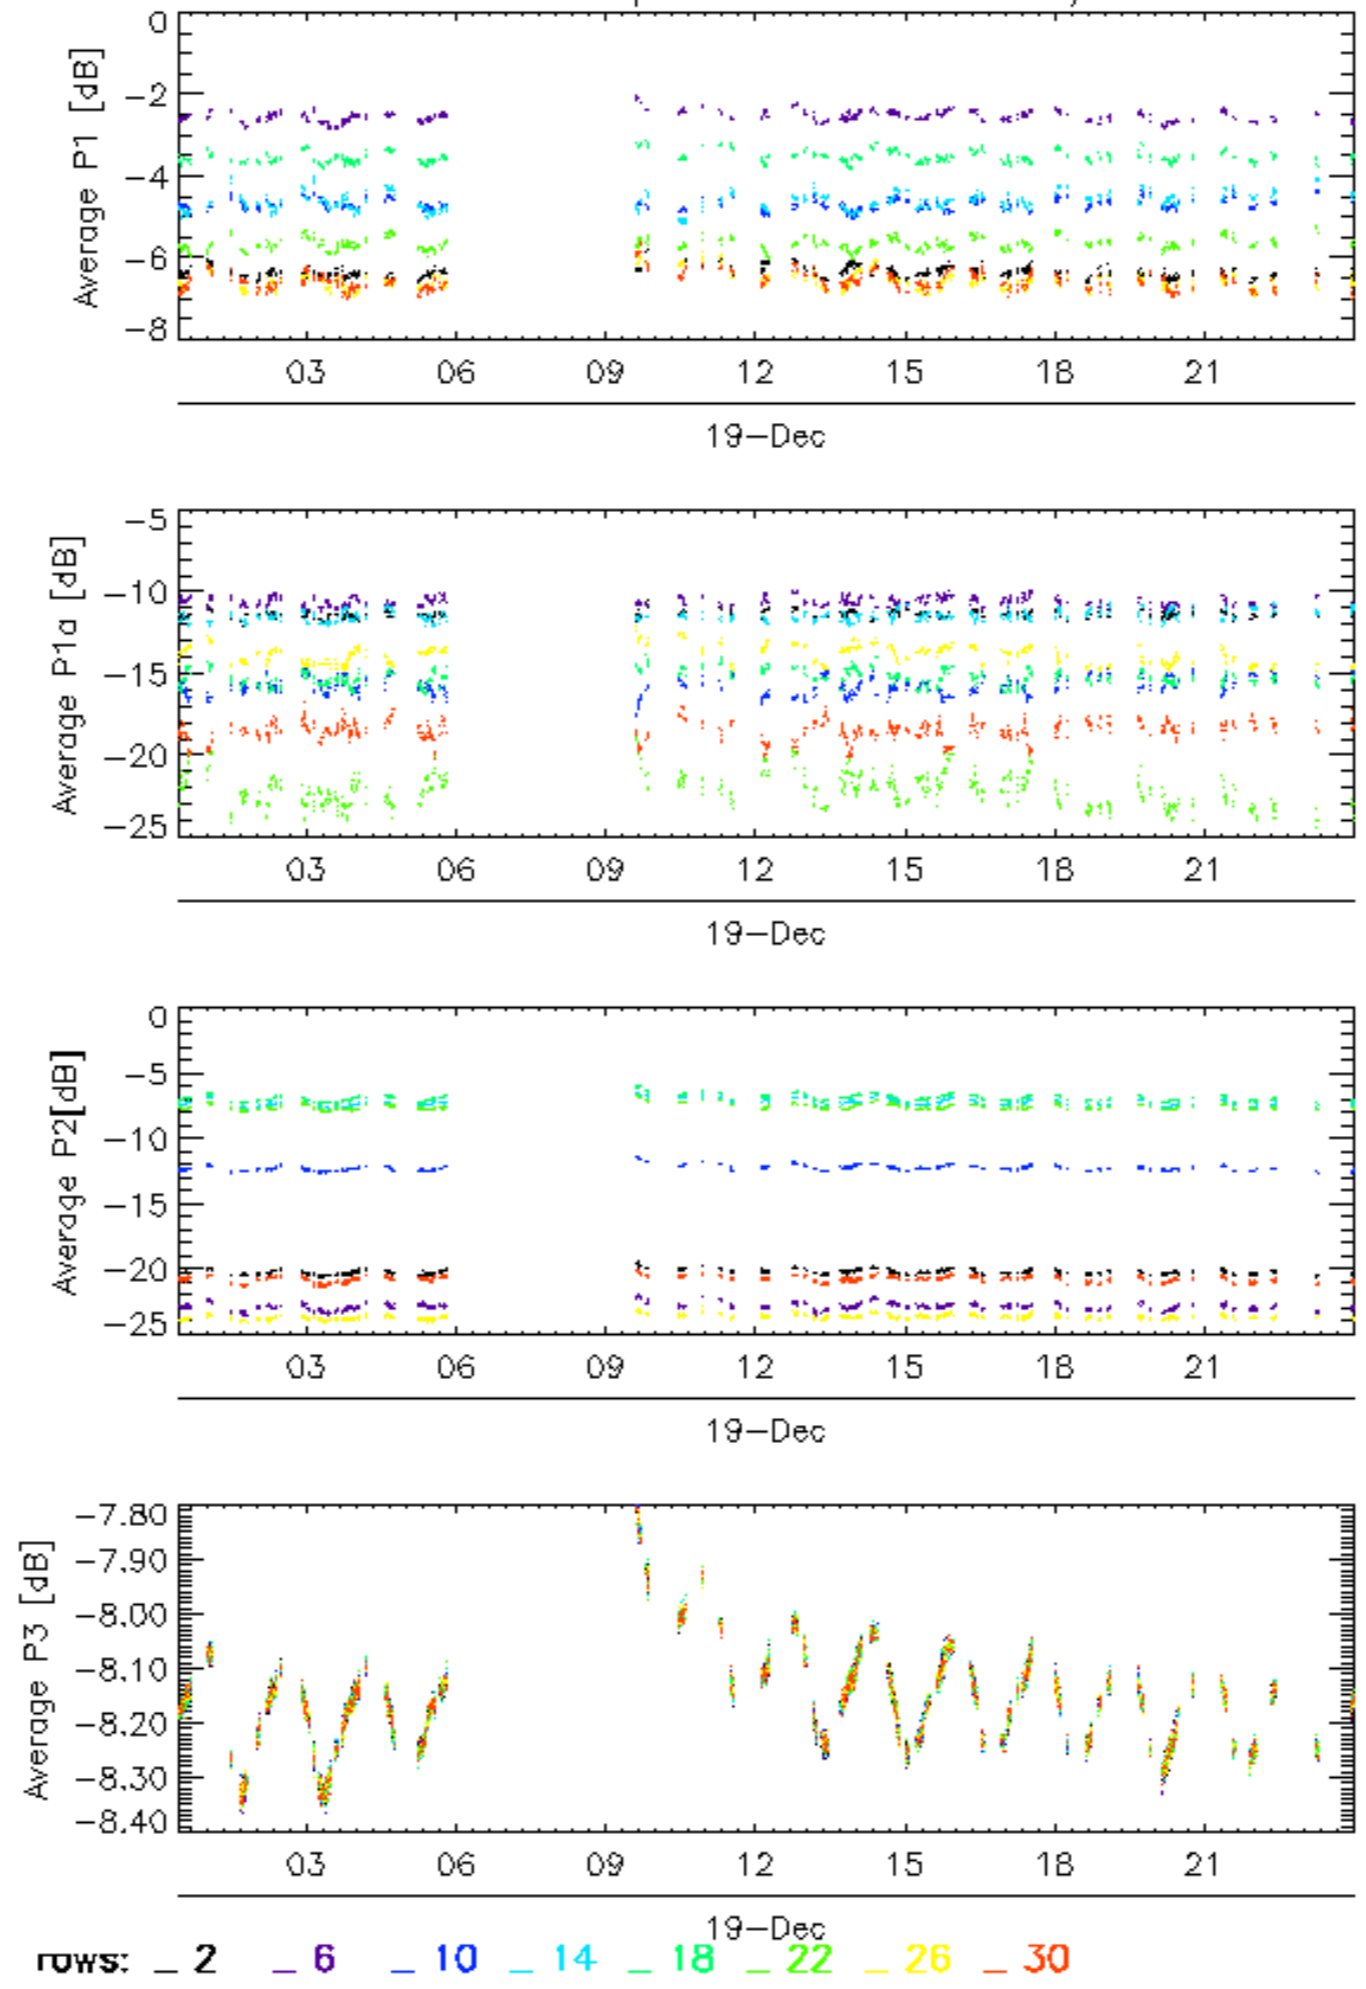 0
Average P1 [dB]
-2
-4
-6
-8
03 06 09 12 15 18 21
19-Dec
-5
Average P1a [dB]
-10
-15
-20
-25
03 06 09 12 15 18 21
19-Dec
0
Average P2[dB]
-5
-10
-15
-20
-25
03 06 09 12 15 18 21
19-Dec
-7.80
Average P3 [dB]
-7.90
-8.00
-8.10
-8.20
-8.30
-8.40
03 06 09 12 15 18 21
19-Dec
rows: _ 2 _ 6 _ 10 _ 14 _ 18 _ 22 _ 26 _ 30